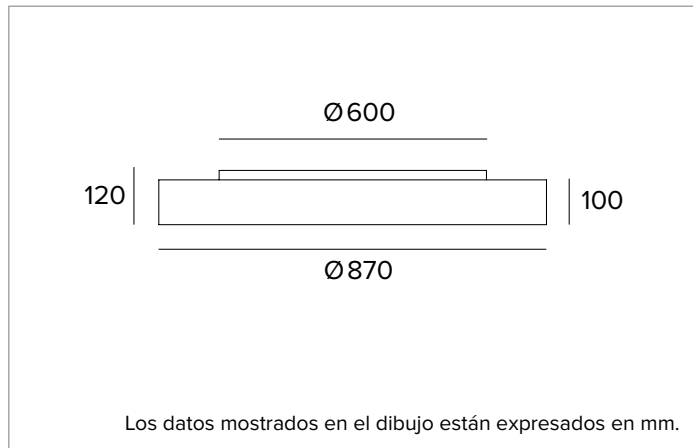 Ø600
120
100
Ø870
Los datos mostrados en el dibujo están expresados en mm.